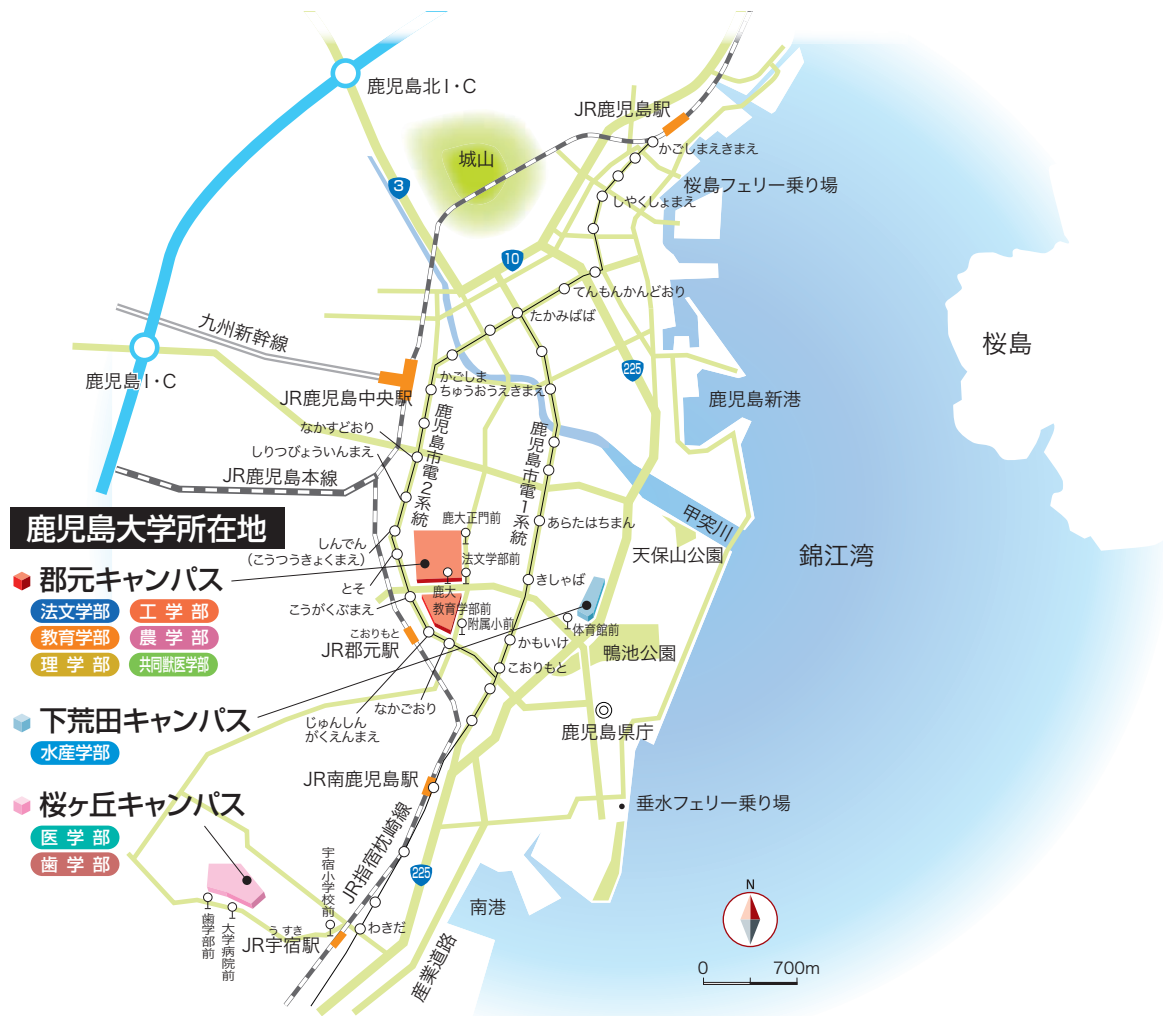 鹿児島北I・C
JR鹿児島駅
かごしまえきまえ
城山
桜島フェリー乗り場
3
しやくしょまえ
10
てんもんかんどおり
たかみばば
九州新幹線
桜島
225
鹿児島I・C
かごしま
ちゅうおうえきまえ
JR鹿児島中央駅
鹿児島新港
なかすどおり
鹿児島市電2系統
鹿児島市電1系統
しりつびょういんまえ
JR鹿児島本線
鹿大正門前
あらたはちまん
甲突川
鹿児島大学所在地
しんでん
(こうつうきょくまえ)
法文学部前
天保山公園
錦江湾
郡元キャンパス
とそ
鹿大
教育学部前
きしゃば
法文学部
工学部
こうがくぶまえ
附属小前
体育館前
教育学部
農学部
こおりもと
JR郡元駅
かもいけ
鴨池公園
理学部
共同獣医学部
こおりもと
なかごおり
じゅんしん
がくえんまえ
鹿児島県庁
下荒田キャンパス
水産学部
JR南鹿児島駅
垂水フェリー乗り場
桜ヶ丘キャンパス
医学部
歯学部
JR指宿枕崎線
宇宿小学校前
225
南港
N
歯学部前
大学病院前
うすき
JR宇宿駅
わきだ
産業道路
0 700m